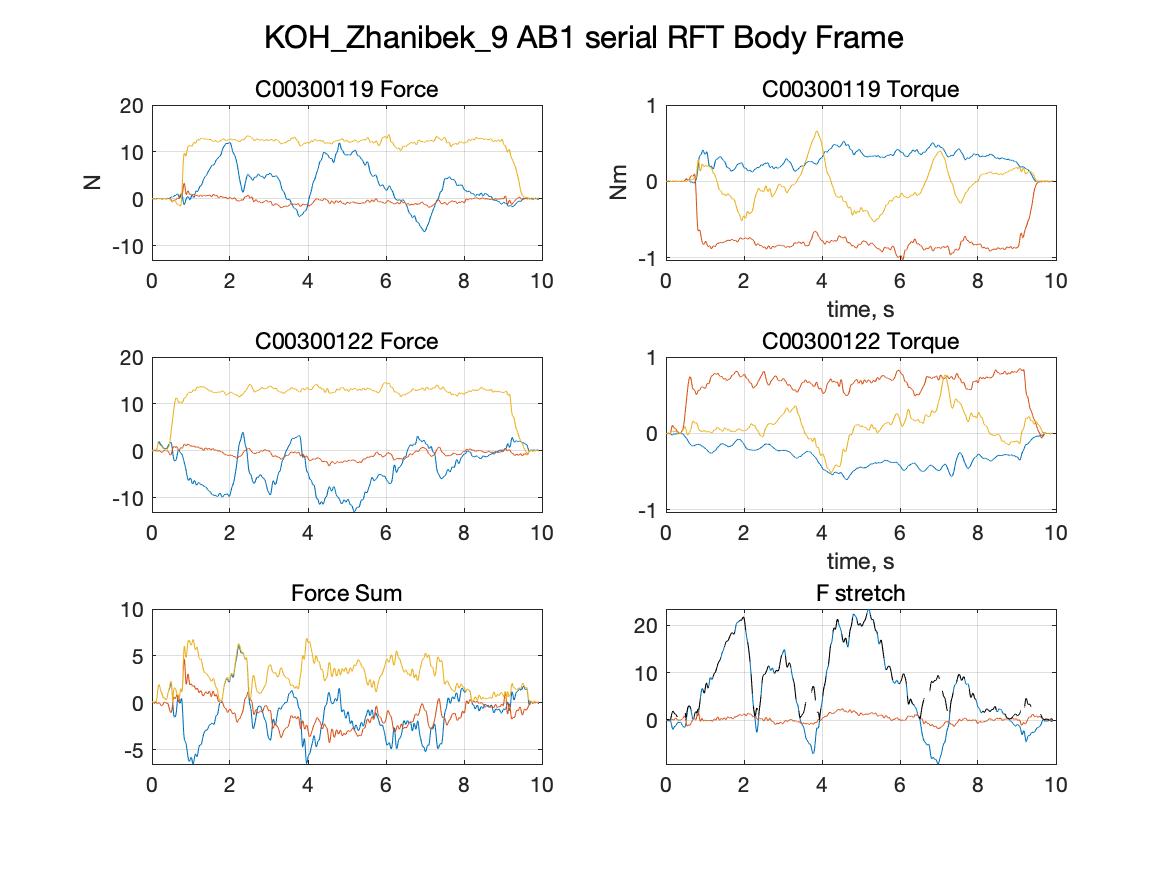 KOH_Zhanibek_9 AB1 serial RFT Body Frame
C00300119 Force
20
10
0
-10
N
0 2 4 6 8 10
C00300119 Torque
1
0
-1
Nm
0 2 4 6 8 10
time, s
C00300122 Force
20
10
0
-10
0 2 4 6 8 10
C00300122 Torque
1
0
-1
0 2 4 6 8 10
time, s
Force Sum
10
5
0
-5
0 2 4 6 8 10
F stretch
20
10
0
0 2 4 6 8 10